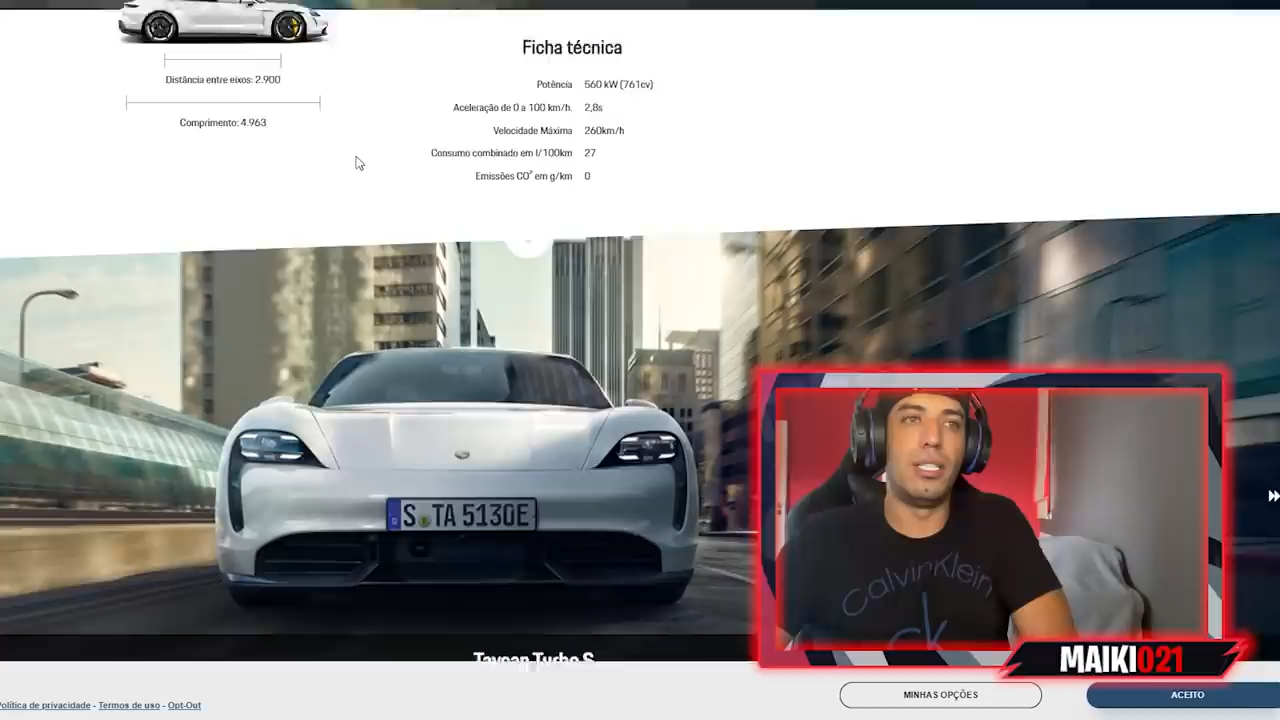 Ficha técnica
Distância entre eixos: 2.900
Comprimento: 4.963
Potência 560 kW (761cv)
Aceleração de 0 a 100 km/h. 2,8s
Velocidade Máxima 260km/h
Consumo combinado em l/100km 27
Emissões CO² em g/km 0
S TA 5130E
CalvinKlein
ck
MAIKI021
Taycan Turbo S
MINHAS OPÇÕES
ACEITO
Política de privacidade - Termos de uso - Opt-Out